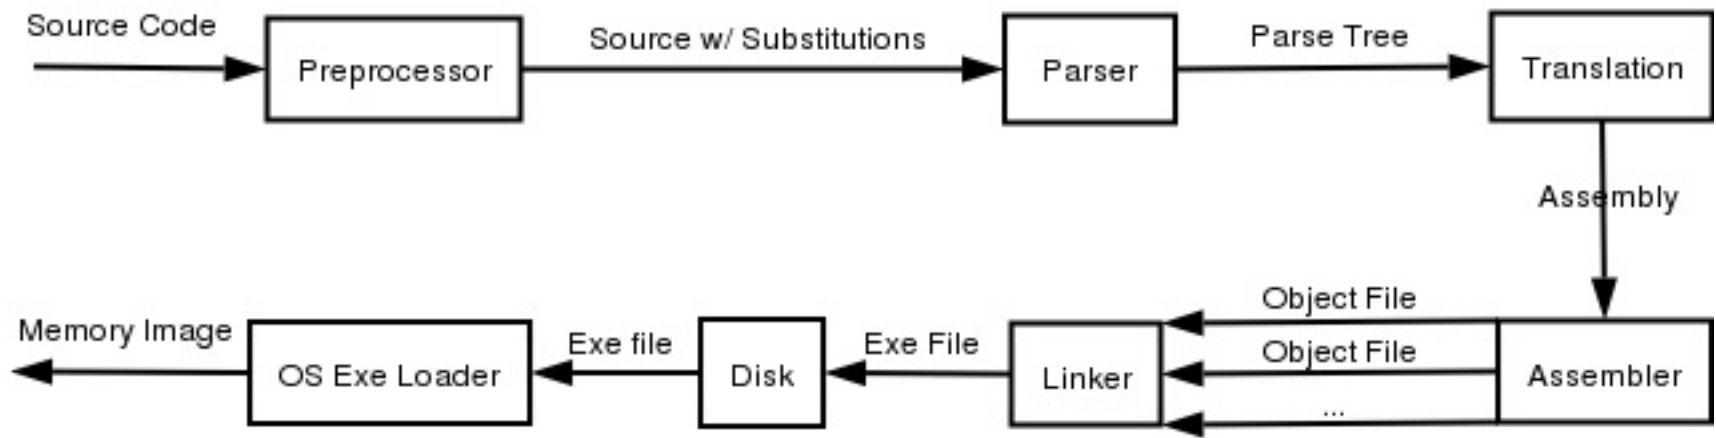 Source Code
Preprocessor
Source w/ Substitutions
Parser
Parse Tree
Translation
Assembly
Assembler
Object File
Object File
...
Linker
Exe File
Disk
Exe file
OS Exe Loader
Memory Image